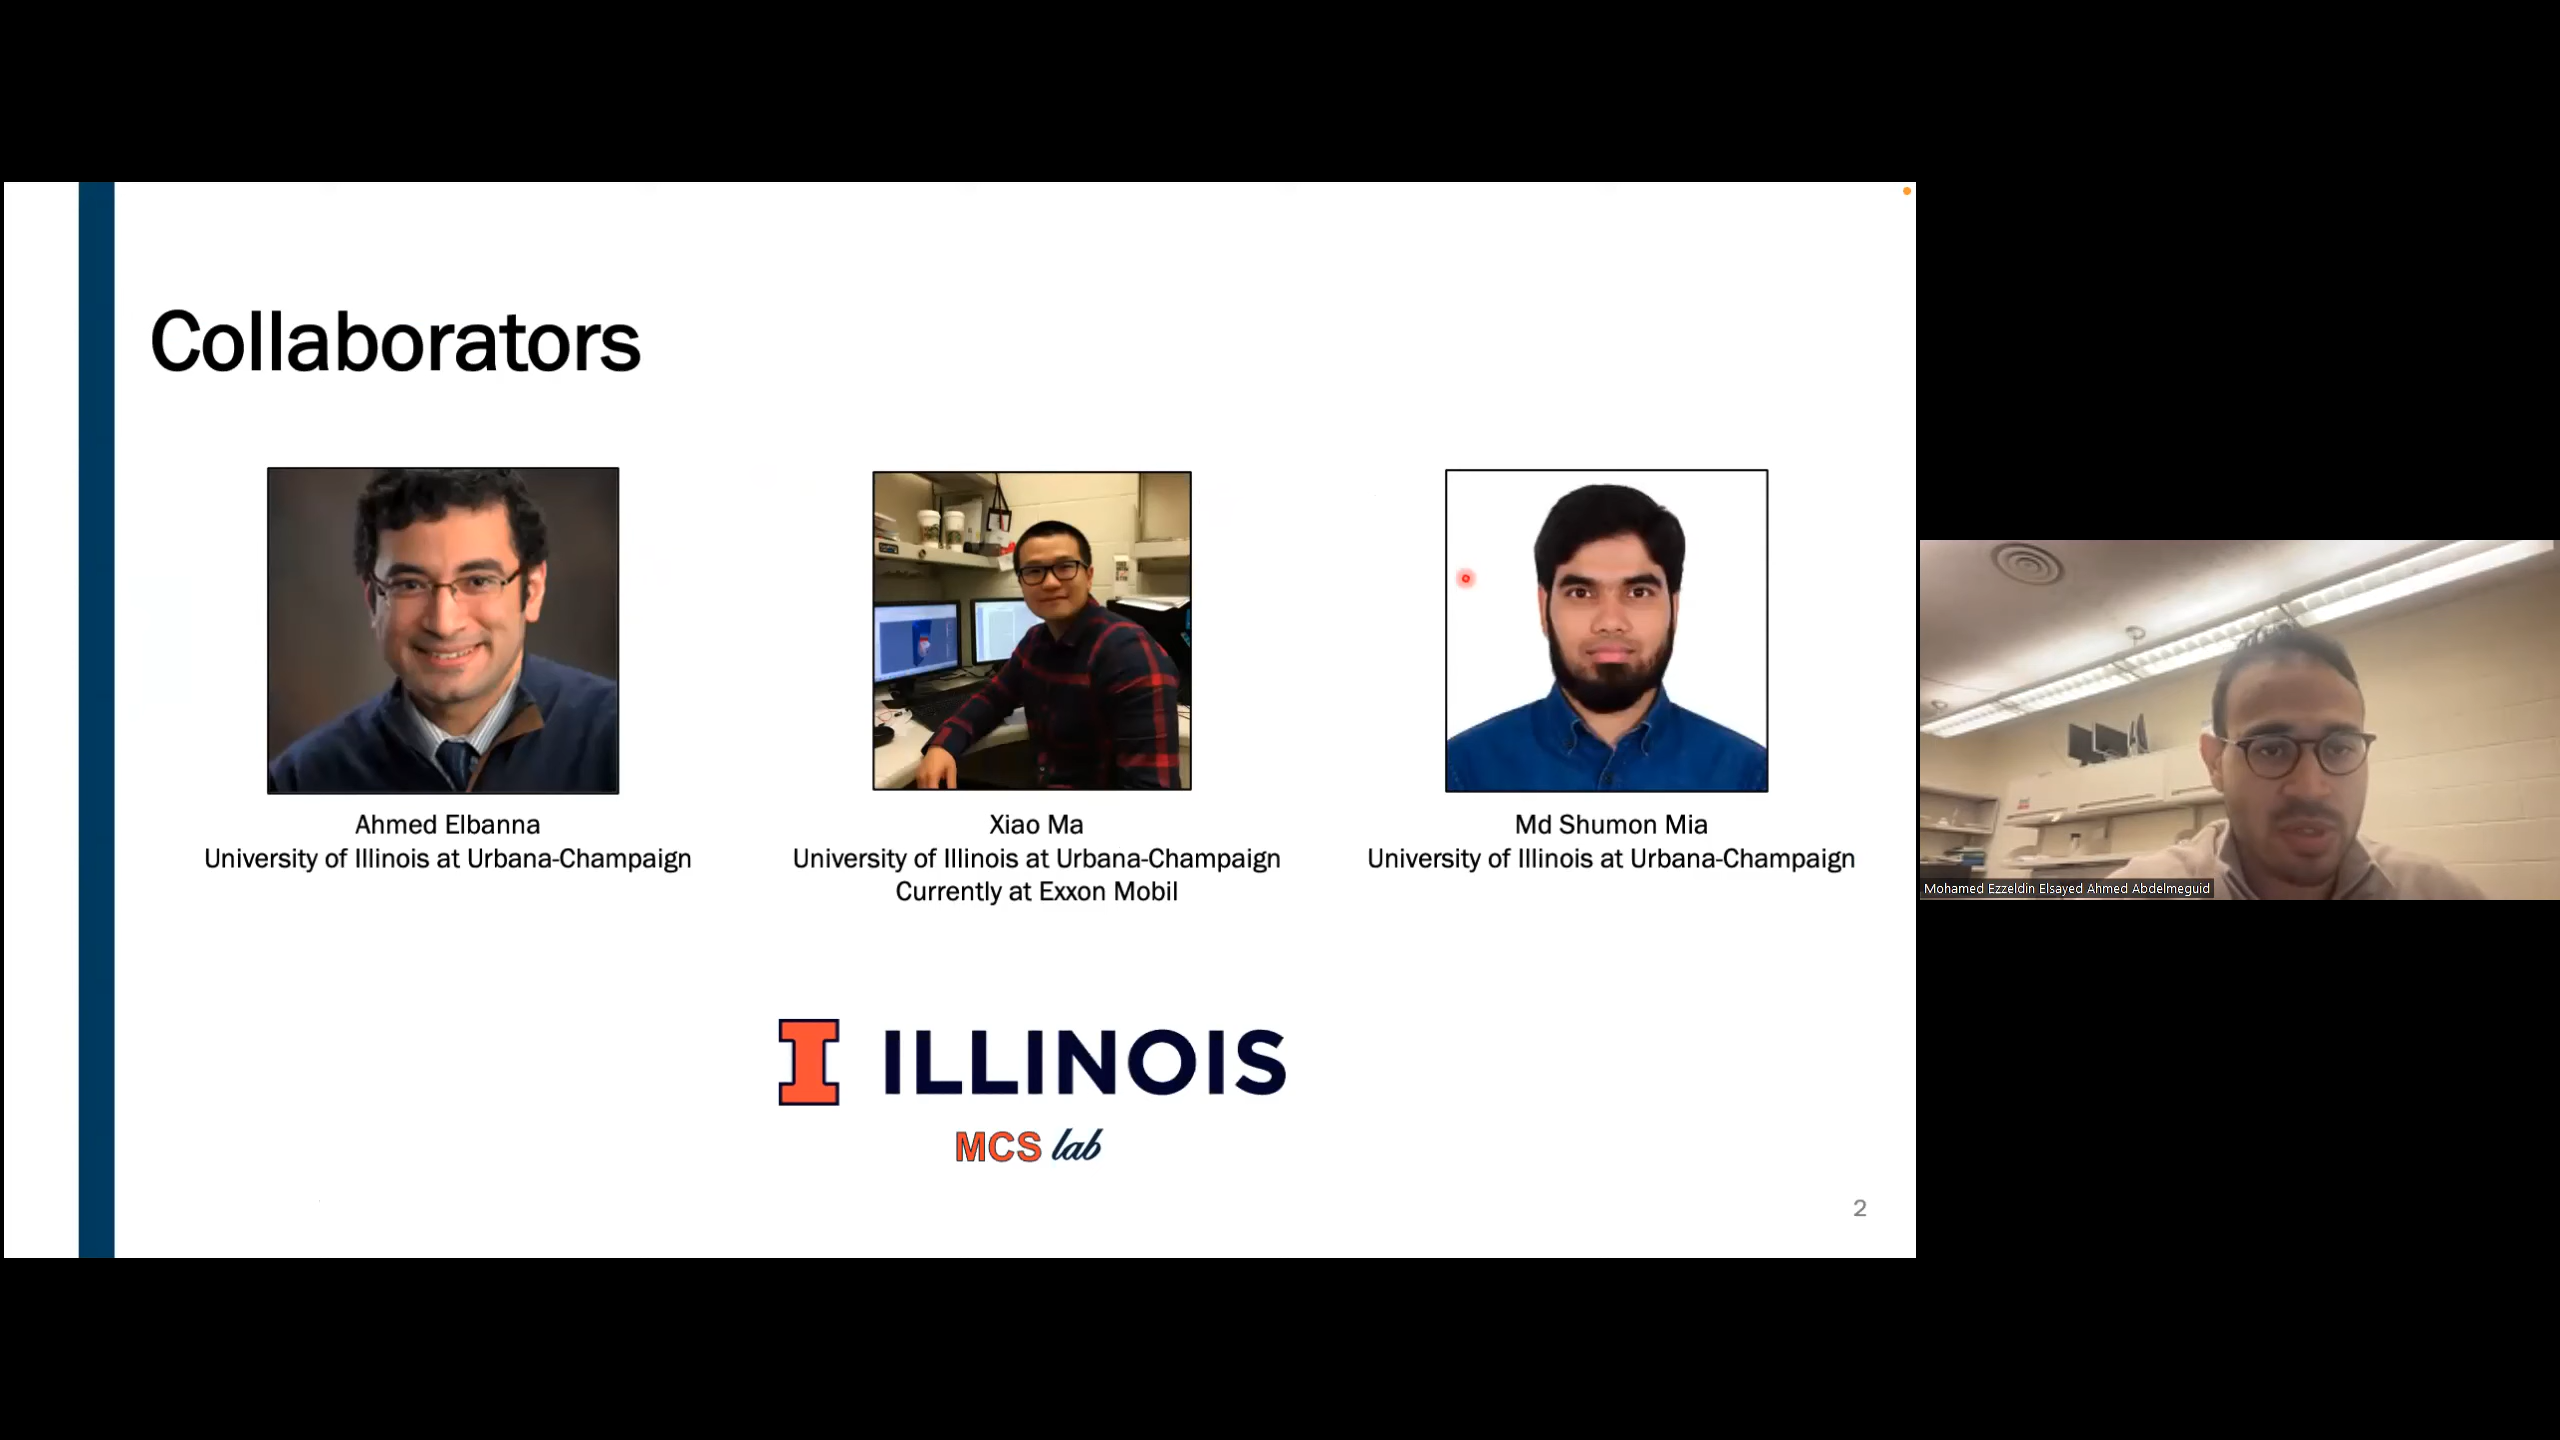 Collaborators
Ahmed Elbanna
University of Illinois at Urbana-Champaign
Xiao Ma
University of Illinois at Urbana-Champaign
Currently at Exxon Mobil
Md Shumon Mia
University of Illinois at Urbana-Champaign
I ILLINOIS
MCS lab
2
Mohamed Ezzeldin Elsayed Ahmed Abdelmeguid